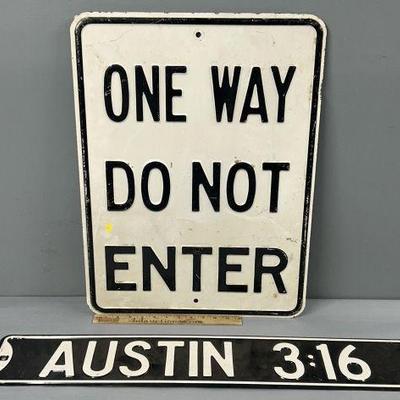 ONE WAY
DO NOT
ENTER
AUSTIN 3:16